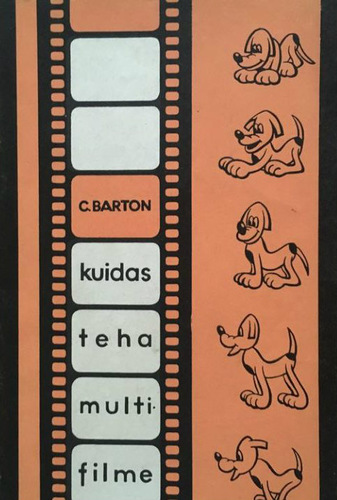 C. BARTON
kuidas
teha
multi-
filme